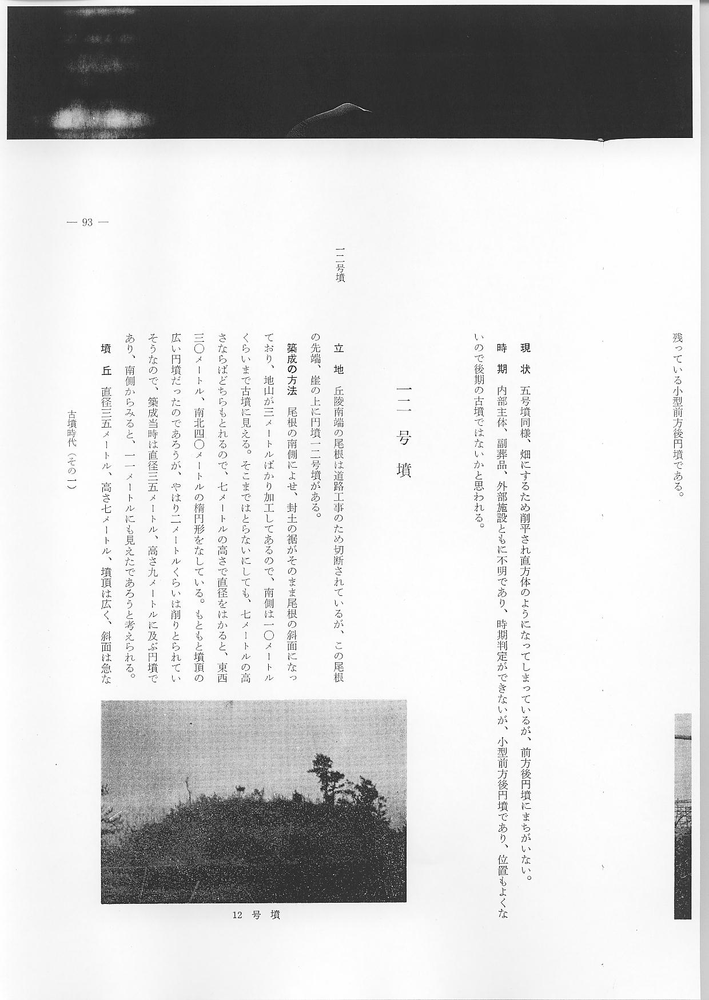 残っている小型前方後円墳である。
現　状　五号墳同様、畑にするため削平され直方体のようになってしまっているが、前方後円墳にまちがいない。
時　期　内部主体、副葬品、外部施設ともに不明であり、時期判定ができないが、小型前方後円墳であり、位置もよくな
いので後期の古墳ではないかと思われる。
一二号墳
一二号墳
立　地　丘陵南端の尾根は道路工事のため切断されているが、この尾根
の先端、崖の上に円墳一二号墳がある。
築成の方法　尾根の南側によせ、封土の裾がそのまま尾根の斜面になっ
ており、地山が三メートルばかり加工してあるので、南側は一〇メートル
くらいまで古墳に見える。そこまではとらないにしても、七メートルの高
さならばどちらもとれるので、七メートルの高さで直径をはかると、東西
三〇メートル、南北四〇メートルの楕円形をなしている。もともと墳頂の
広い円墳だったのであろうが、やはり二メートルくらいは削りとられてい
そうなので、築成当時は直径三五メートル、高さ九メートルに及ぶ円墳で
あり、南側からみると、一一メートルにも見えたであろうと考えられる。
墳　丘　直径三五メートル、高さ七メートル、墳頂は広く、斜面は急な
12　号　墳
古墳時代（その一）
— 93 —